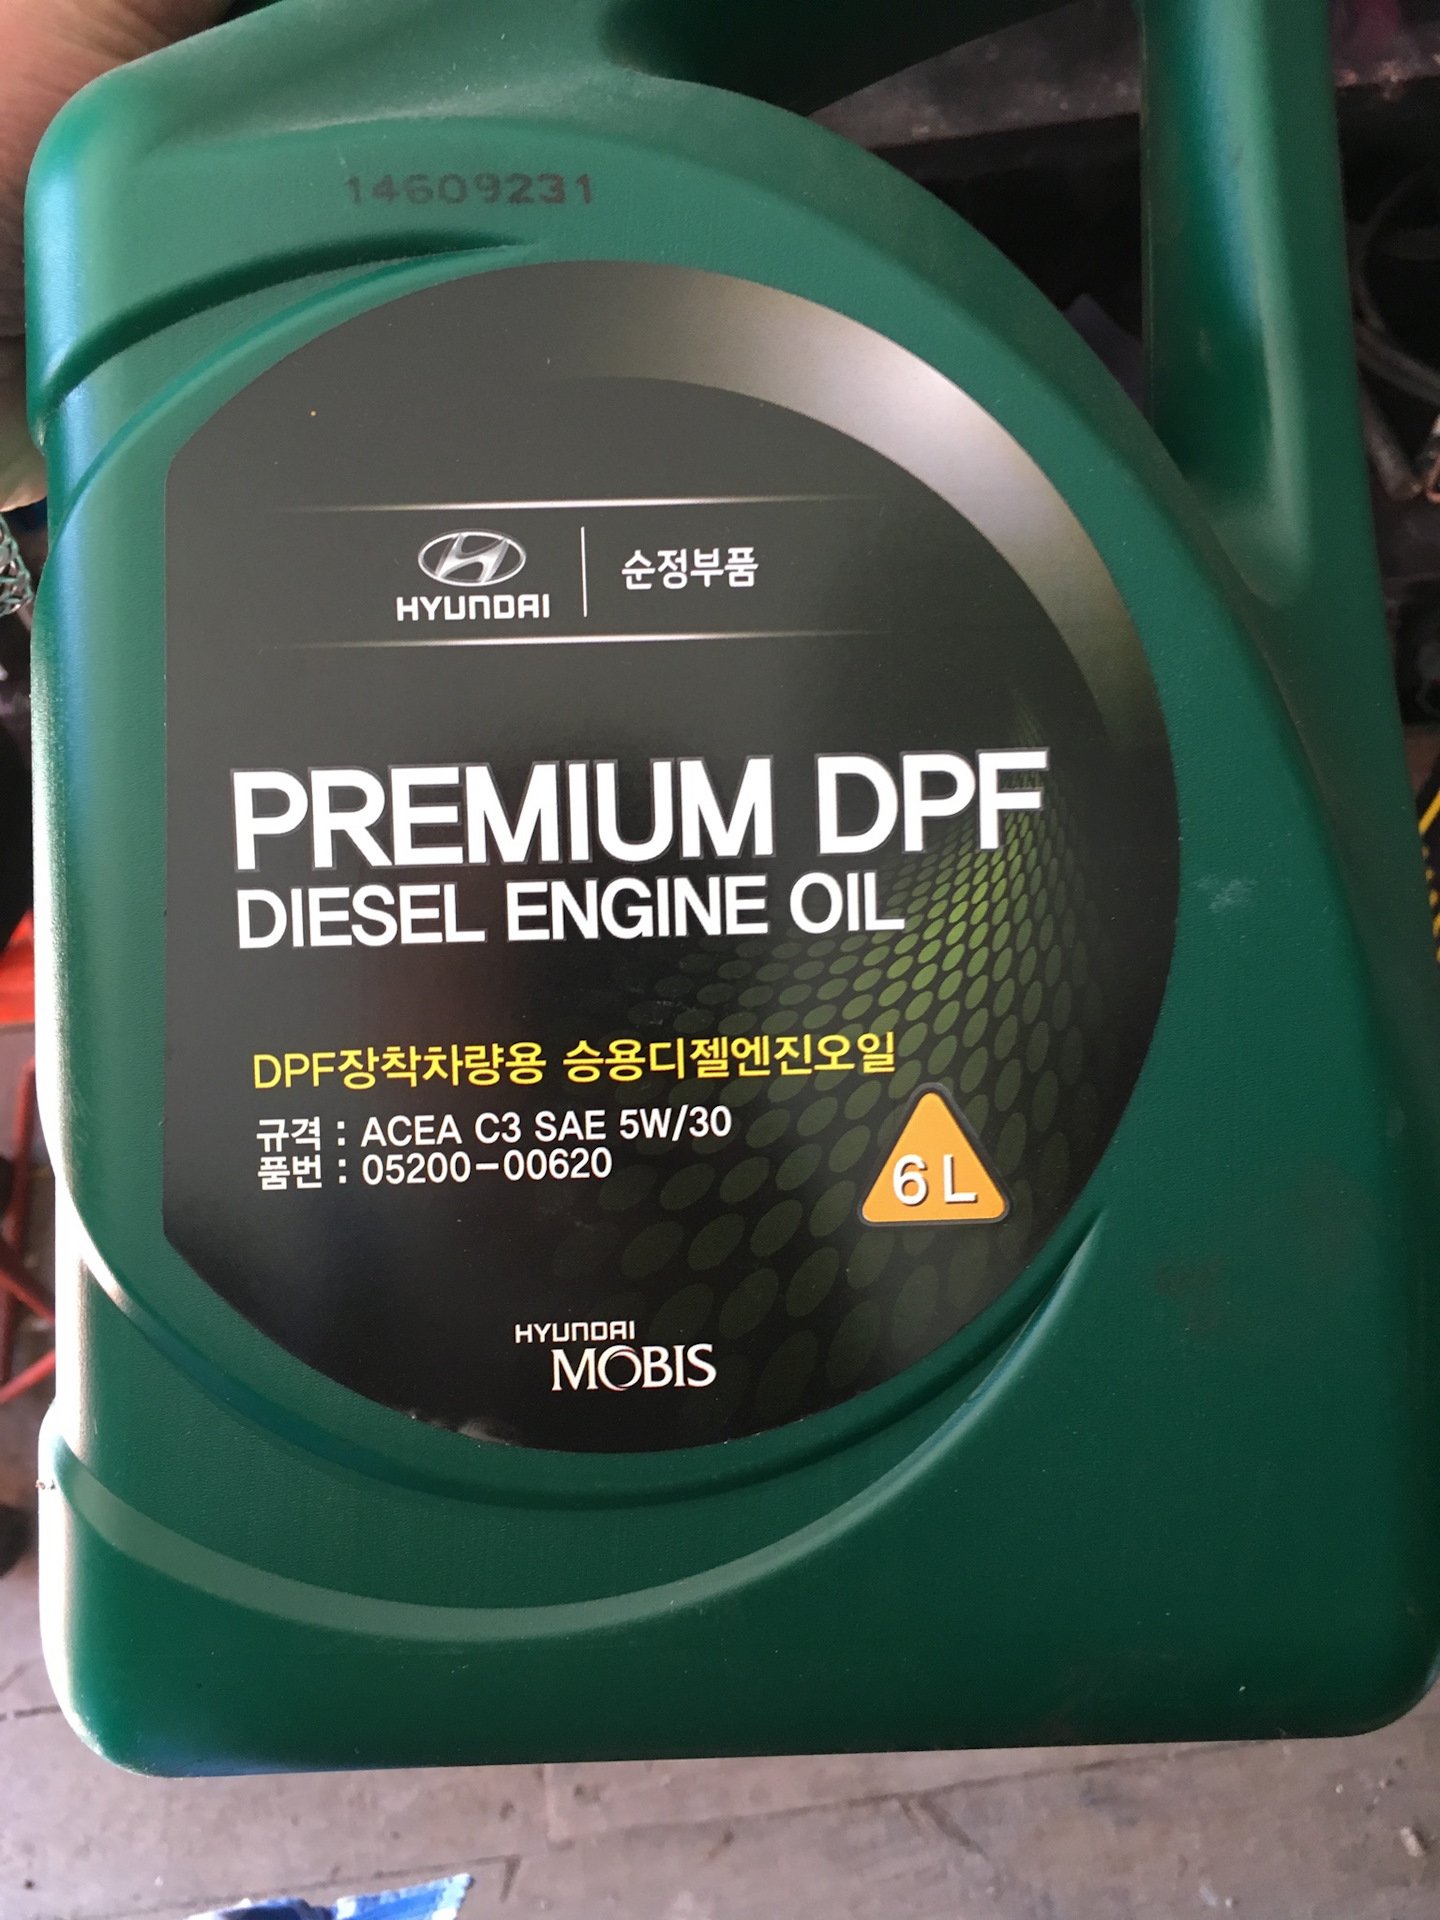 14609231
HYUNDAI
순정부품
PREMIUM DPF
DIESEL ENGINE OIL
DPF장착차량용 승용디젤엔진오일
규격 : ACEA C3 SAE 5W/30
품번 : 05200-00620
6L
HYUNDAI
MOBIS